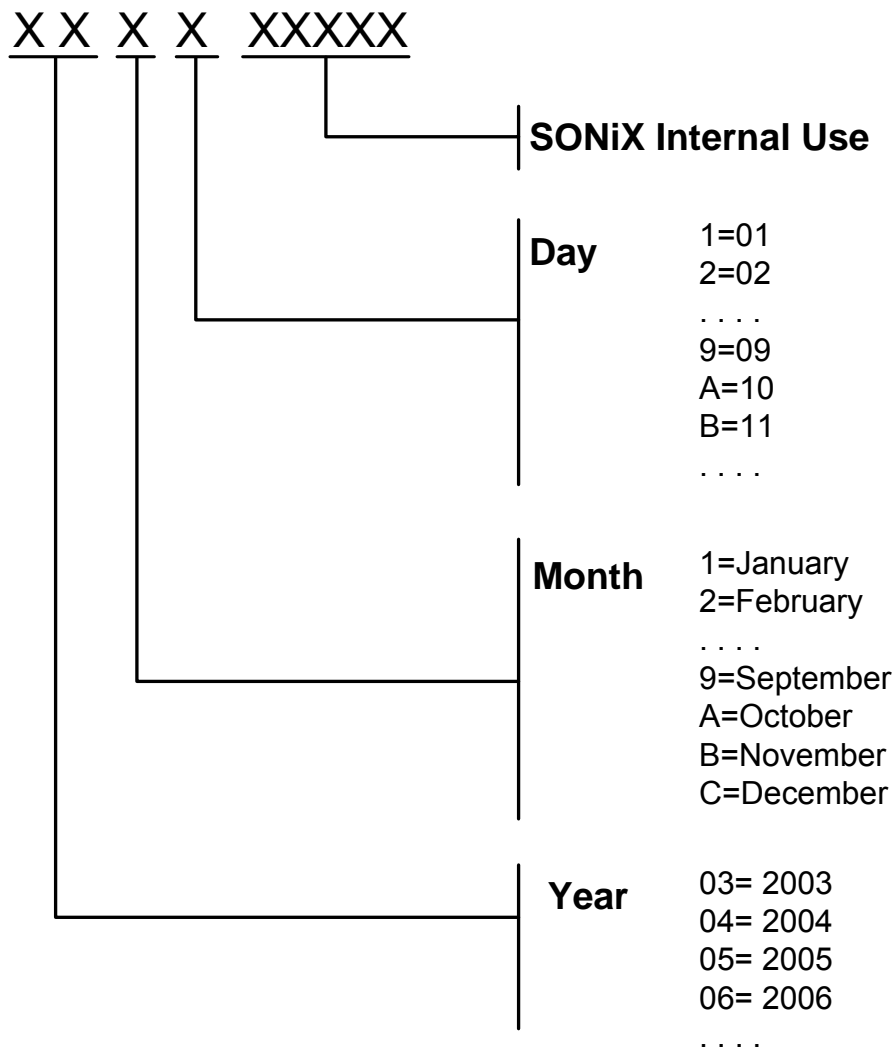 X X X X XXXXX
SONiX Internal Use
Day
1=01
2=02
. . . .
9=09
A=10
B=11
. . . .
Month
1=January
2=February
. . . .
9=September
A=October
B=November
C=December
Year
03= 2003
04= 2004
05= 2005
06= 2006
. . . .